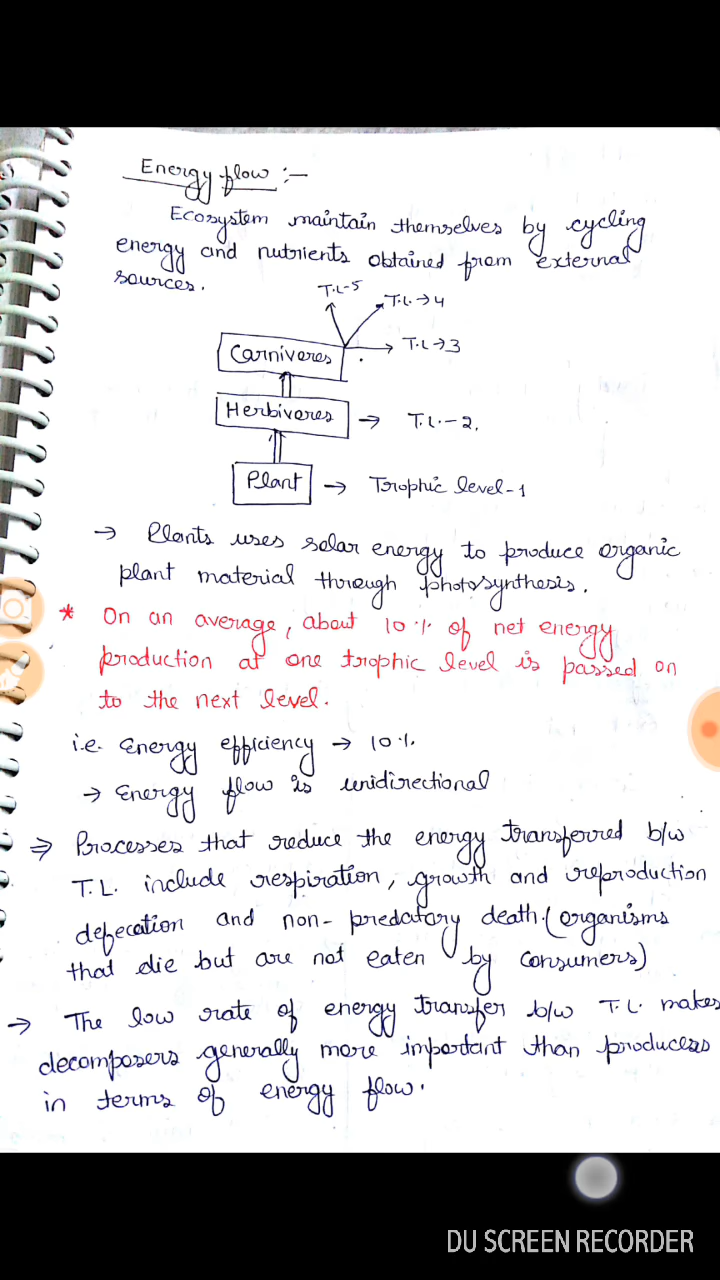 Energy flow :-
Ecosystem maintain themselves by cycling
energy and nutrients obtained from external
sources.
T.L-5
T.L. → 4
T.L → 3
Carnivores
Herbivores → T.L.-2.
Plant → Trophic level-1
→ Plants uses solar energy to produce organic
plant material through photosynthesis.
* On an average, about 10% of net energy
production at one trophic level is passed on
to the next level.
i.e. Energy efficiency → 10%
→ Energy flow is unidirectional
⇒ Processes that reduce the energy transferred b/w
T.L. include respiration, growth and reproduction
defecation and non-predatory death. (organisms
that die but are not eaten by consumers)
→ The low rate of energy transfer b/w T.L. makes
decomposers generally more important than producers
in terms of energy flow.
DU SCREEN RECORDER